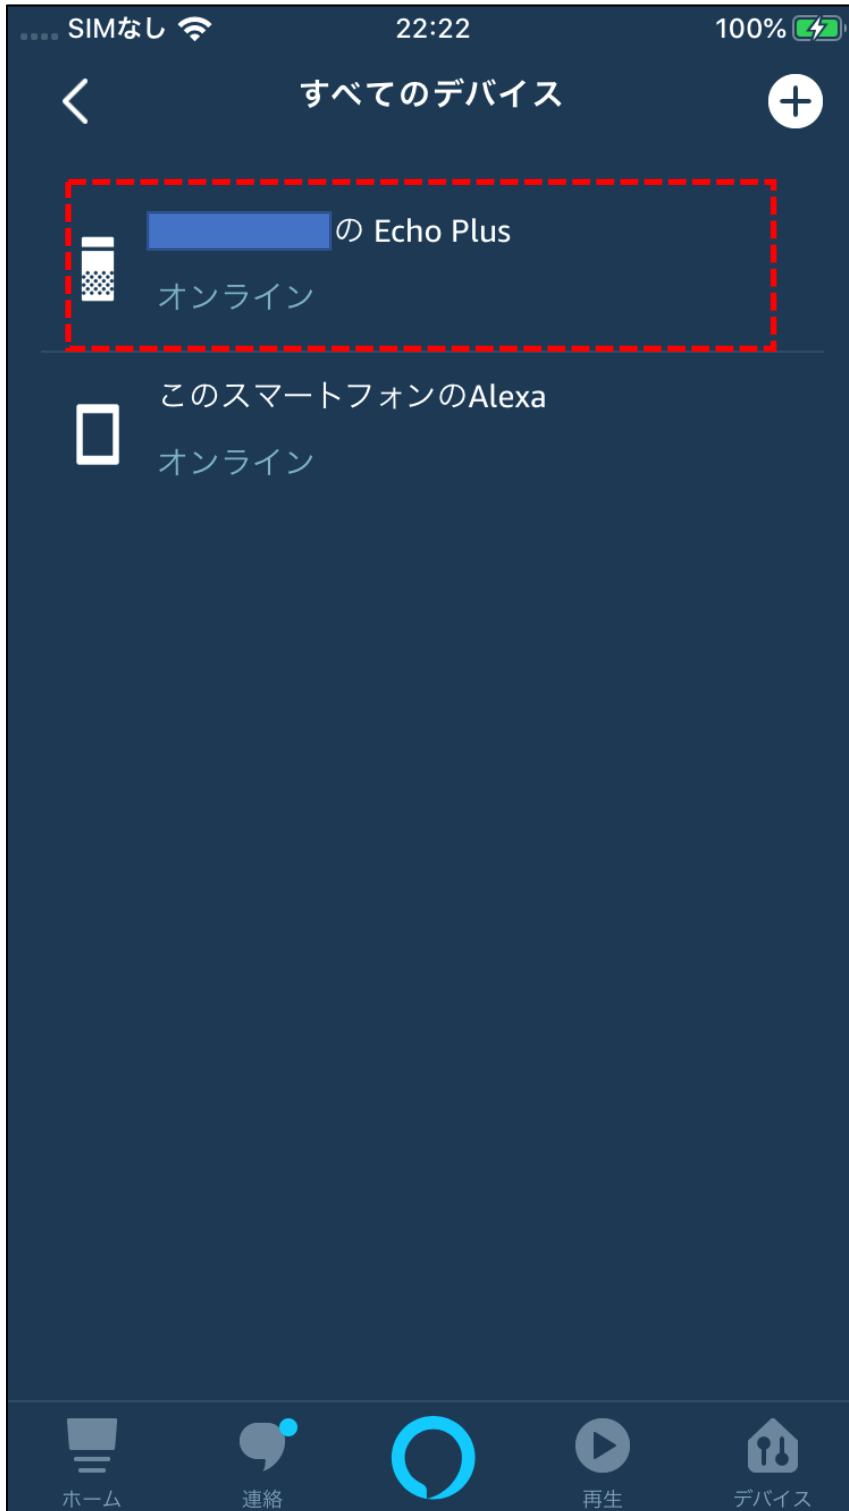 SIMなし 22:22 100%
すべてのデバイス
の Echo Plus
オンライン
このスマートフォンのAlexa
オンライン
ホーム 連絡 再生 デバイス